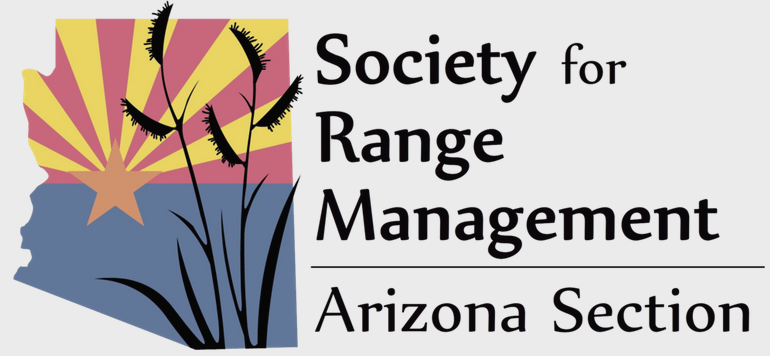 Society for
Range
Management
Arizona Section